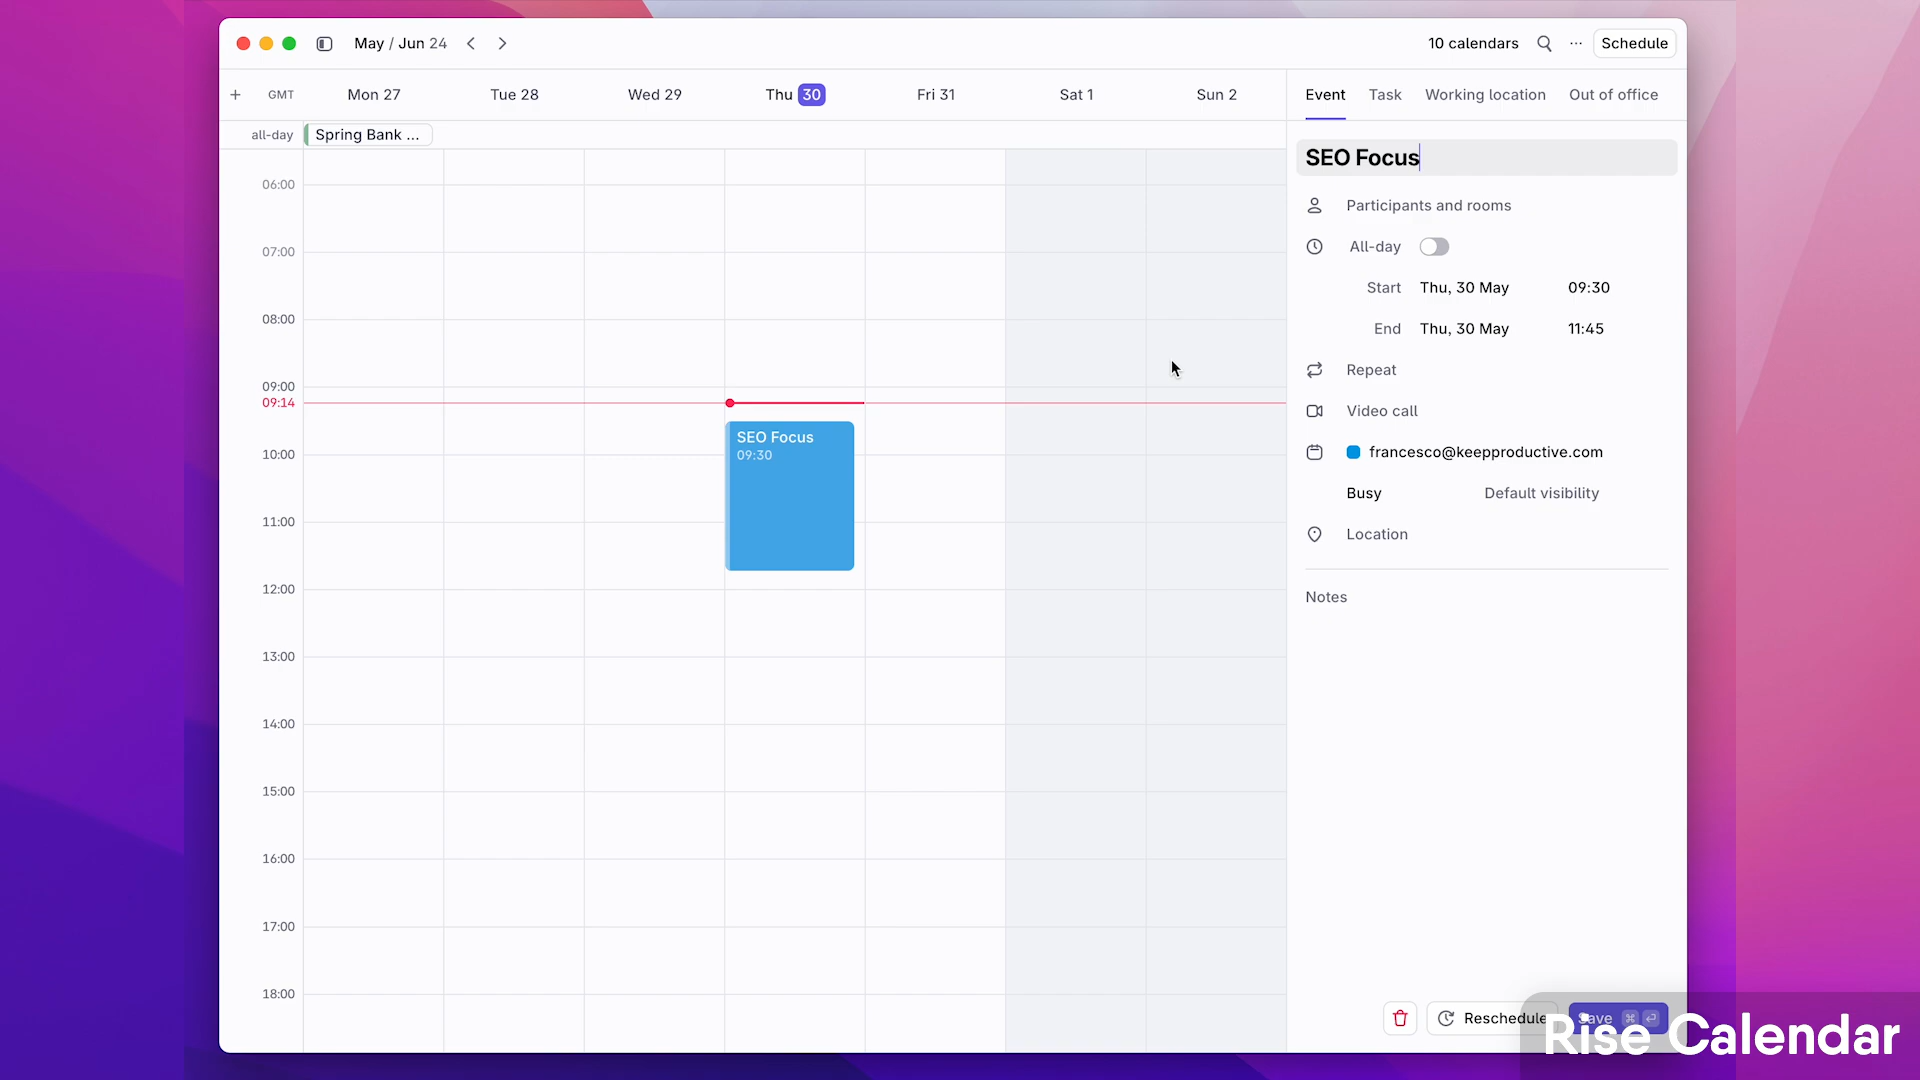 May / Jun 24
10 calendars
Schedule
GMT
Mon 27
Tue 28
Wed 29
Thu 30
Fri 31
Sat 1
Sun 2
Event
Task
Working location
Out of office
all-day
Spring Bank ...
SEO Focus
Participants and rooms
All-day
Start
Thu, 30 May
09:30
End
Thu, 30 May
11:45
Repeat
Video call
francesco@keepproductive.com
Busy
Default visibility
Location
Notes
06:00
07:00
08:00
09:00
09:14
10:00
11:00
12:00
13:00
14:00
15:00
16:00
17:00
18:00
SEO Focus
09:30
Reschedule
Save
Rise Calendar